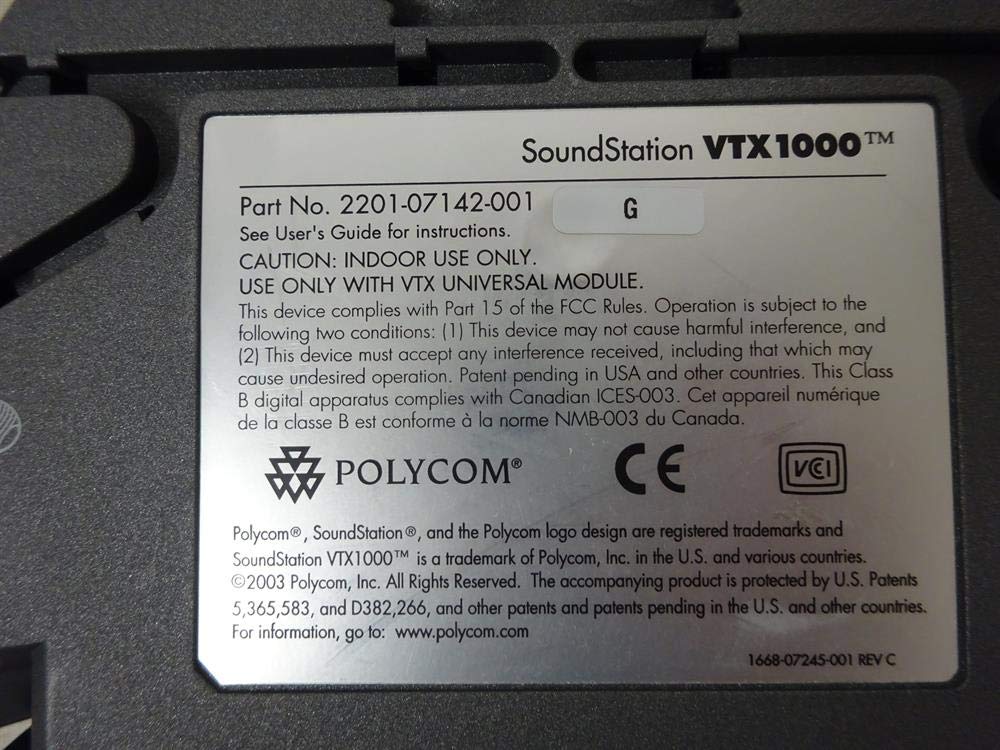 SoundStation VTX1000™
Part No. 2201-07142-001 G
See User's Guide for instructions.
CAUTION: INDOOR USE ONLY.
USE ONLY WITH VTX UNIVERSAL MODULE.
This device complies with Part 15 of the FCC Rules. Operation is subject to the
following two conditions: (1) This device may not cause harmful interference, and
(2) This device must accept any interference received, including that which may
cause undesired operation. Patent pending in USA and other countries. This Class
B digital apparatus complies with Canadian ICES-003. Cet appareil numérique
de la classe B est conforme à la norme NMB-003 du Canada.
POLYCOM® CE VCI
Polycom®, SoundStation®, and the Polycom logo design are registered trademarks and
SoundStation VTX1000™ is a trademark of Polycom, Inc. in the U.S. and various countries.
©2003 Polycom, Inc. All Rights Reserved. The accompanying product is protected by U.S. Patents
5,365,583, and D382,266, and other patents and patents pending in the U.S. and other countries.
For information, go to: www.polycom.com
1668-07245-001 REV C